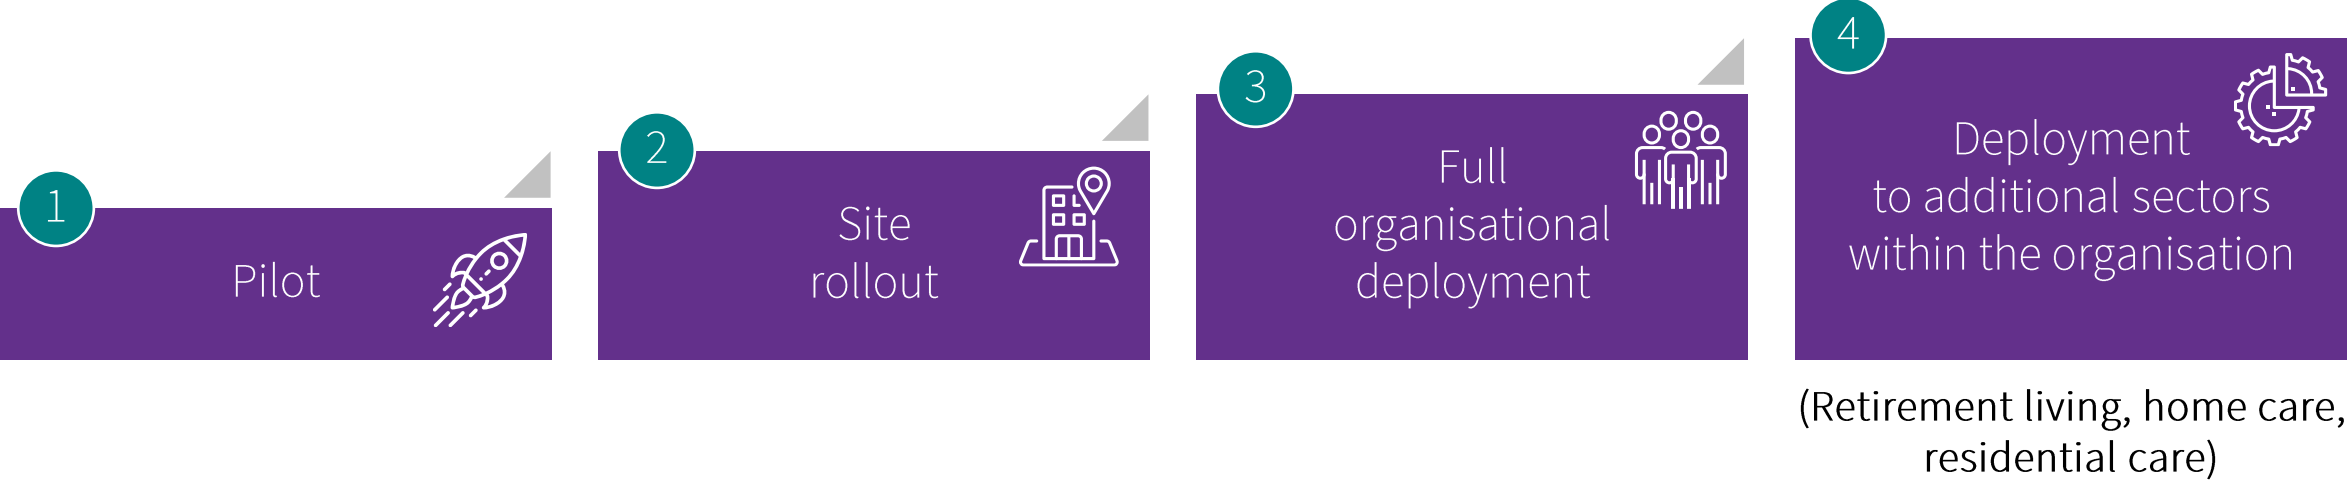 1
Pilot
2
Site
rollout
3
Full
organisational
deployment
4
Deployment
to additional sectors
within the organisation
(Retirement living, home care,
residential care)